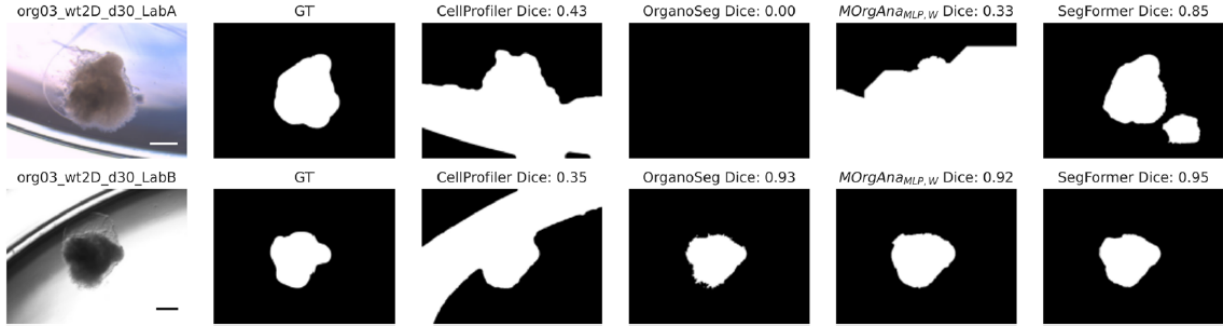 org03_wt2D_d30_LabA GT CellProfiler Dice: 0.43 OrganoSeg Dice: 0.00 MOrgAna_MLP,W Dice: 0.33 SegFormer Dice: 0.85
org03_wt2D_d30_LabB GT CellProfiler Dice: 0.35 OrganoSeg Dice: 0.93 MOrgAna_MLP,W Dice: 0.92 SegFormer Dice: 0.95